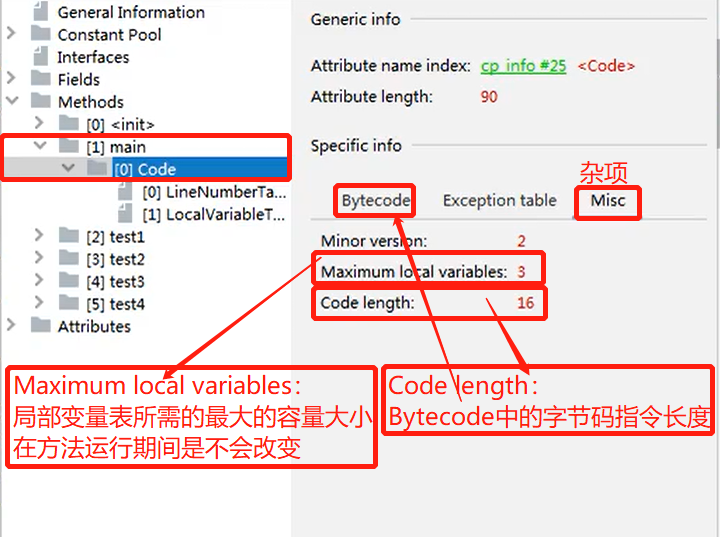 General Information
Constant Pool
Interfaces
Fields
Methods
[0] <init>
[1] main
[0] Code
[0] LineNumberTa...
[1] LocalVariableT...
[2] test1
[3] test2
[4] test3
[5] test4
Attributes
Generic info
Attribute name index: cp_info #25 <Code>
Attribute length: 90
Specific info
杂项
Bytecode Exception table Misc
Minor version: 2
Maximum local variables: 3
Code length: 16
Maximum local variables：
局部变量表所需的最大的容量大小
在方法运行期间是不会改变
Code length：
Bytecode中的字节码指令长度